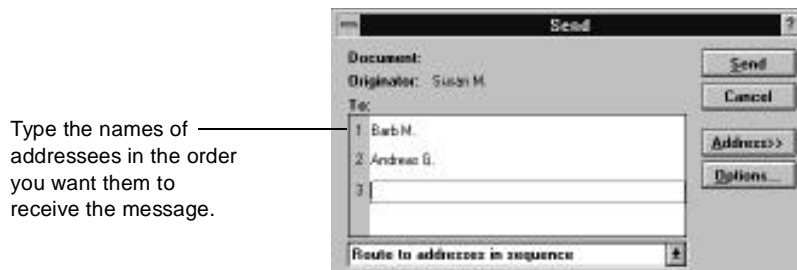 Send
?
Document:
Originator: Susan M.
To:
1 Barb M.
2 Andreas G.
3
Route to addresses in sequence
Send
Cancel
Address>>
Options...
Type the names of
addressees in the order
you want them to
receive the message.